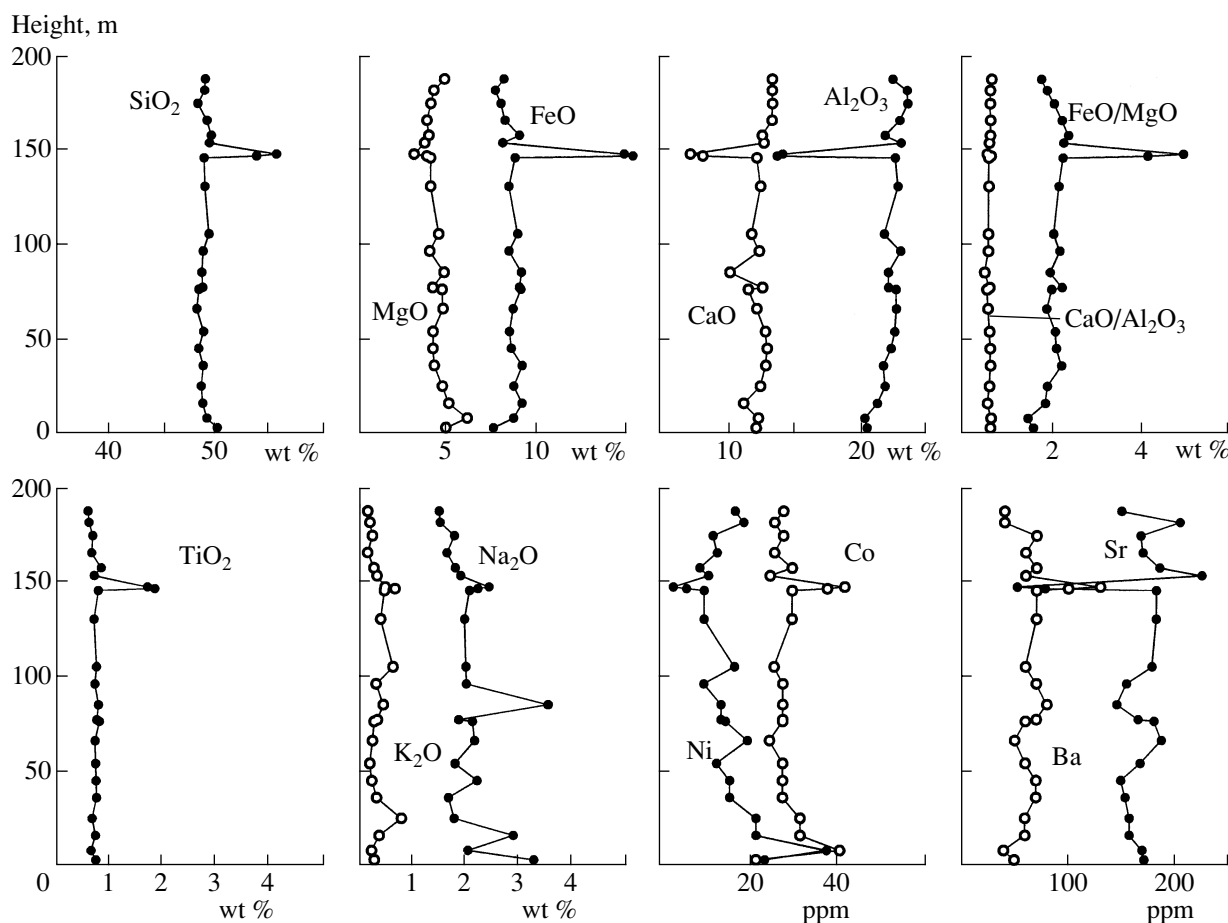 Height, m
200
SiO2
FeO
Al2O3
FeO/MgO
150
100
MgO
CaO
CaO/Al2O3
50
0
40
50
wt %
5
10
wt %
10
20
wt %
2
4
wt %
200
TiO2
Na2O
Co
Sr
150
100
K2O
Ni
Ba
50
0
1
2
3
4
wt %
1
2
3
4
wt %
20
40
ppm
100
200
ppm